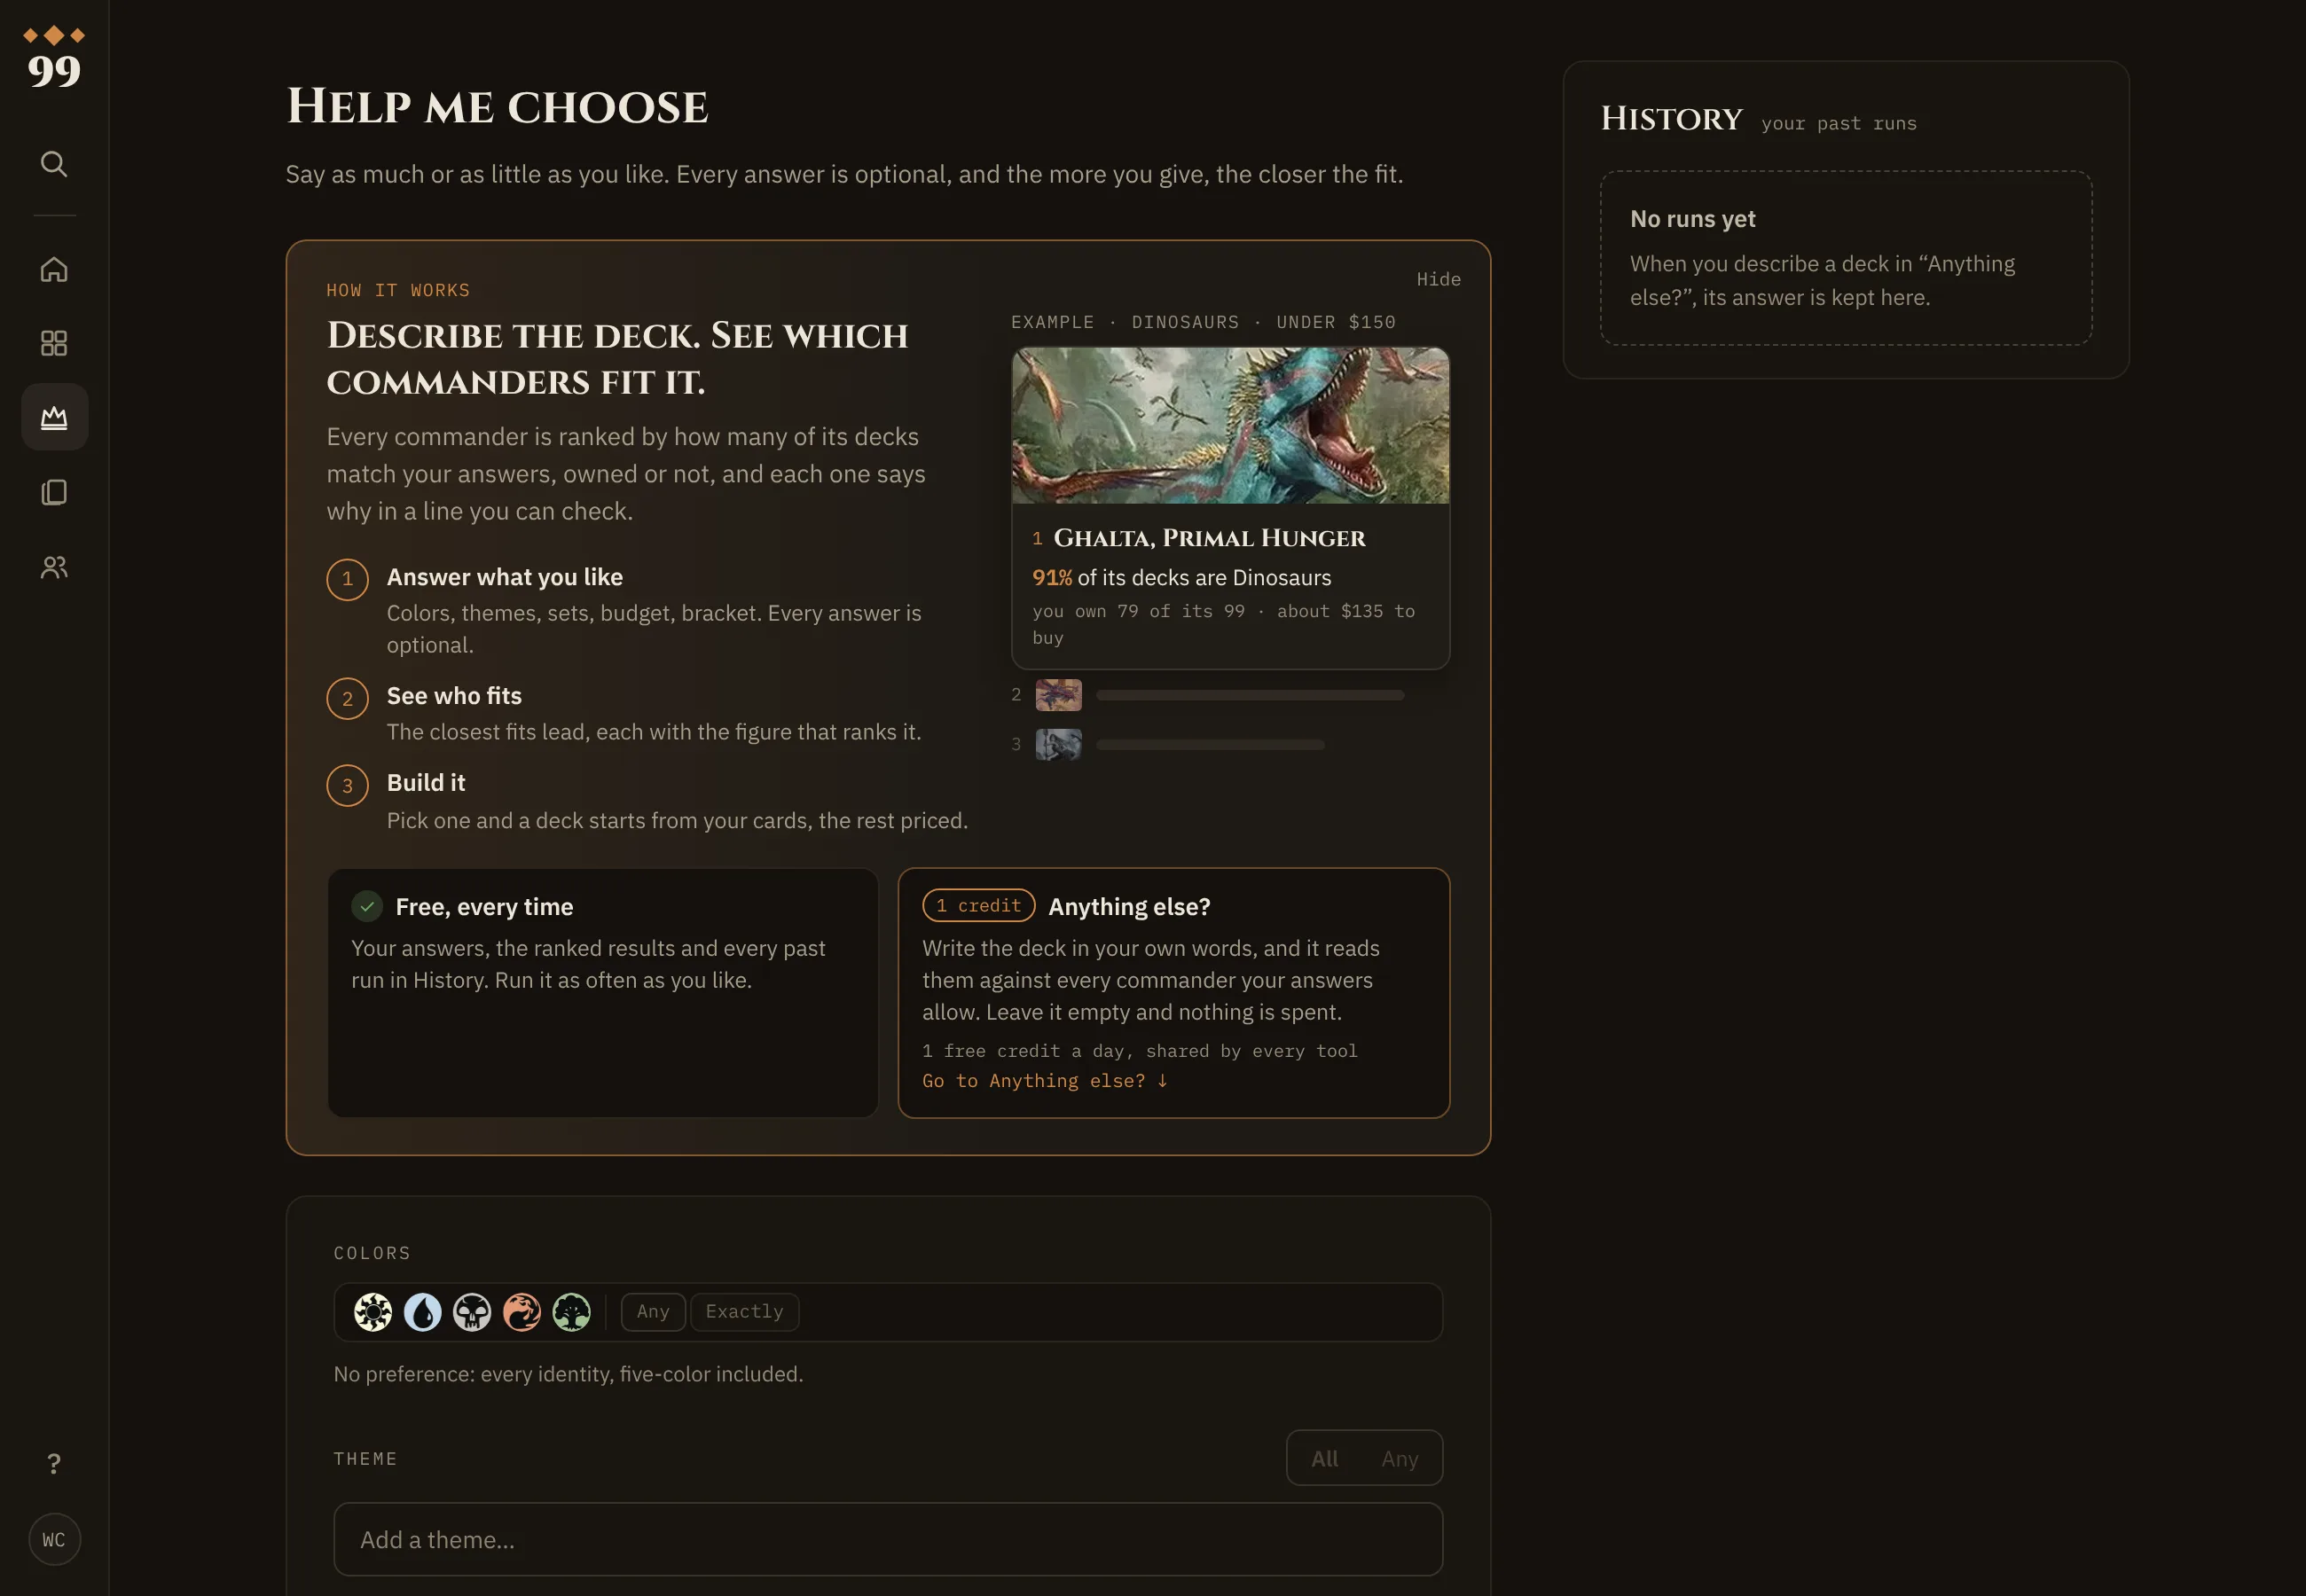 99
Help me choose
Say as much or as little as you like. Every answer is optional, and the more you give, the closer the fit.
HOW IT WORKS
Hide
Describe the deck. See which
commanders fit it.
Every commander is ranked by how many of its decks
match your answers, owned or not, and each one says
why in a line you can check.
1
Answer what you like
Colors, themes, sets, budget, bracket. Every answer is
optional.
2
See who fits
The closest fits lead, each with the figure that ranks it.
3
Build it
Pick one and a deck starts from your cards, the rest priced.
EXAMPLE · DINOSAURS · UNDER $150
1 Ghalta, Primal Hunger
91% of its decks are Dinosaurs
you own 79 of its 99 · about $135 to
buy
2
3
Free, every time
Your answers, the ranked results and every past
run in History. Run it as often as you like.
1 credit Anything else?
Write the deck in your own words, and it reads
them against every commander your answers
allow. Leave it empty and nothing is spent.
1 free credit a day, shared by every tool
Go to Anything else? ↓
COLORS
Any Exactly
No preference: every identity, five-color included.
THEME
All Any
Add a theme...
History your past runs
No runs yet
When you describe a deck in “Anything
else?”, its answer is kept here.
?
WC